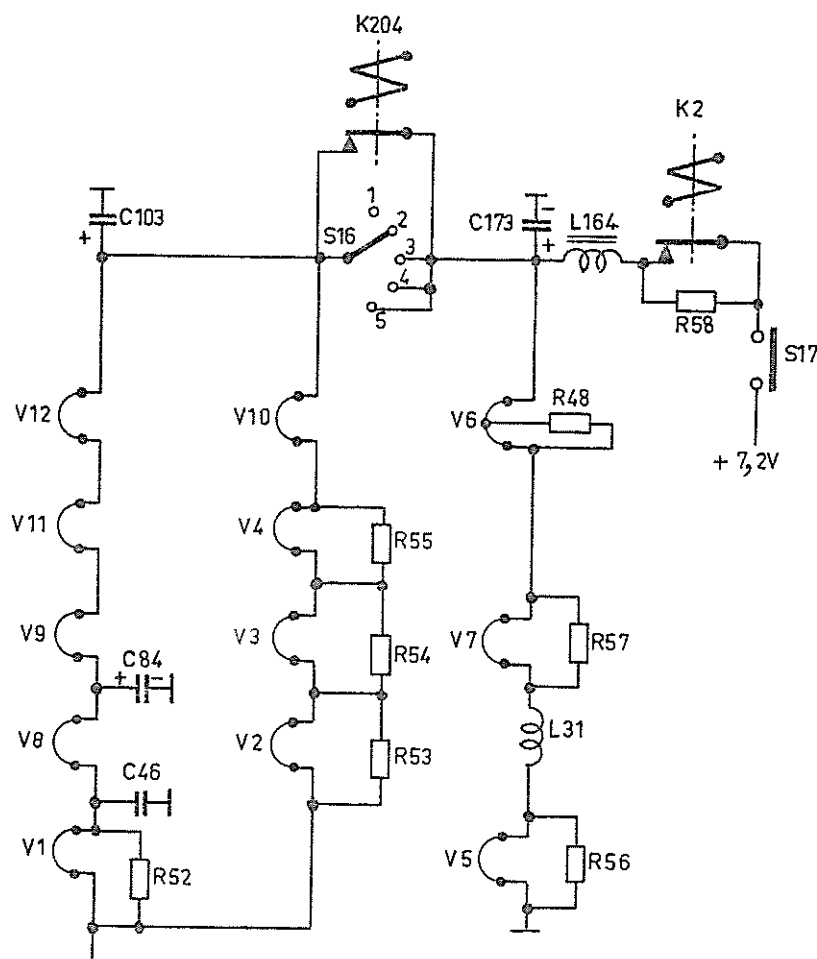 K204
K2
C103
+
S16
1
2
3
4
5
C173
-
+
L164
R58
S17
+ 7,2V
V12
V10
V6
R48
V11
V4
R55
V9
V3
R54
V7
R57
C84
+ -
V8
V2
R53
L31
C46
V1
R52
V5
R56